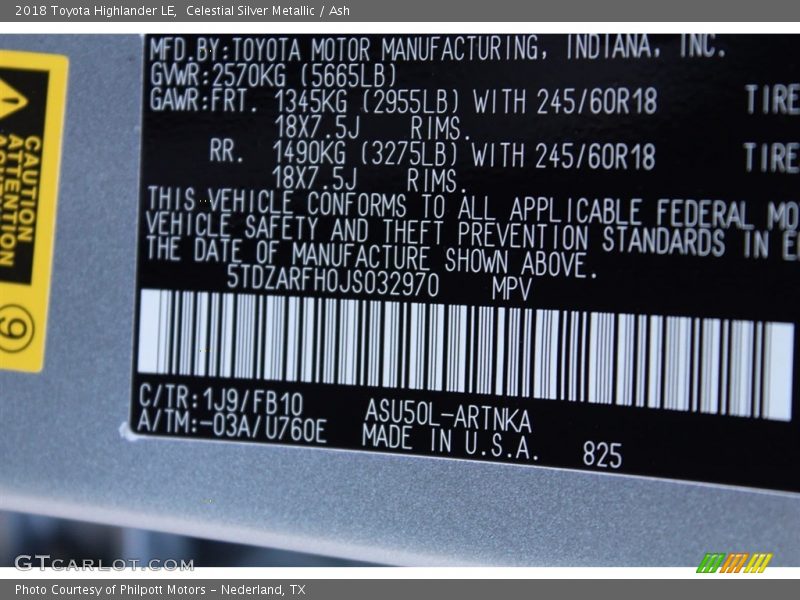 2018 Toyota Highlander LE, Celestial Silver Metallic / Ash
MFD.BY:TOYOTA MOTOR MANUFACTURING, INDIANA, INC.
GVWR:2570KG (5665LB)
GAWR:FRT. 1345KG (2955LB) WITH 245/60R18 TIRE
18X7.5J RIMS.
RR. 1490KG (3275LB) WITH 245/60R18 TIRE
18X7.5J RIMS.
THIS VEHICLE CONFORMS TO ALL APPLICABLE FEDERAL MO
VEHICLE SAFETY AND THEFT PREVENTION STANDARDS IN E
THE DATE OF MANUFACTURE SHOWN ABOVE.
5TDZARFH0JS032970 MPV
C/TR:1J9/FB10 ASU50L-ARTNKA
A/TM:-03A/U760E MADE IN U.S.A. 825
CAUTION
ATTENTION
9
GTCARLOT.COM
Photo Courtesy of Philpott Motors - Nederland, TX